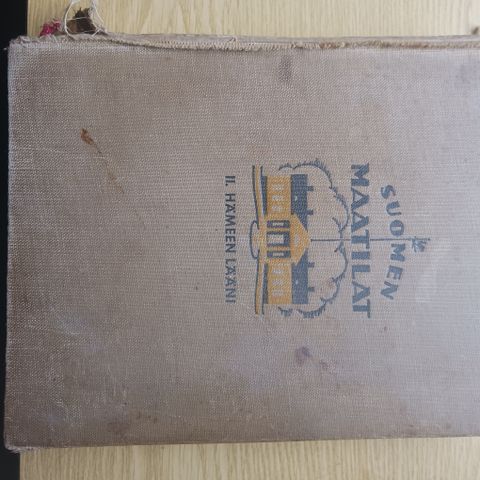 SUOMEN
MAATILAT
II. HÄMEEN LÄÄNI